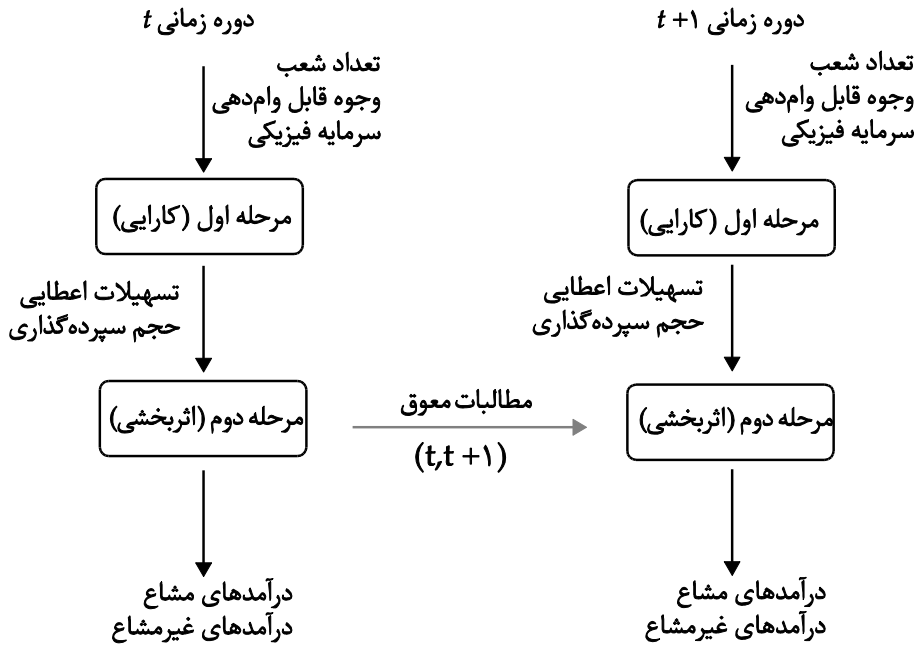 دوره زمانی t
تعداد شعب
وجوه قابل وام‌دهی
سرمایه فیزیکی
مرحله اول (کارایی)
تسهیلات اعطایی
حجم سپرده‌گذاری
مرحله دوم (اثربخشی)
درآمدهای مشاع
درآمدهای غیرمشاع
مطالبات معوق
(t,t +۱)
دوره زمانی t +۱
تعداد شعب
وجوه قابل وام‌دهی
سرمایه فیزیکی
مرحله اول (کارایی)
تسهیلات اعطایی
حجم سپرده‌گذاری
مرحله دوم (اثربخشی)
درآمدهای مشاع
درآمدهای غیرمشاع